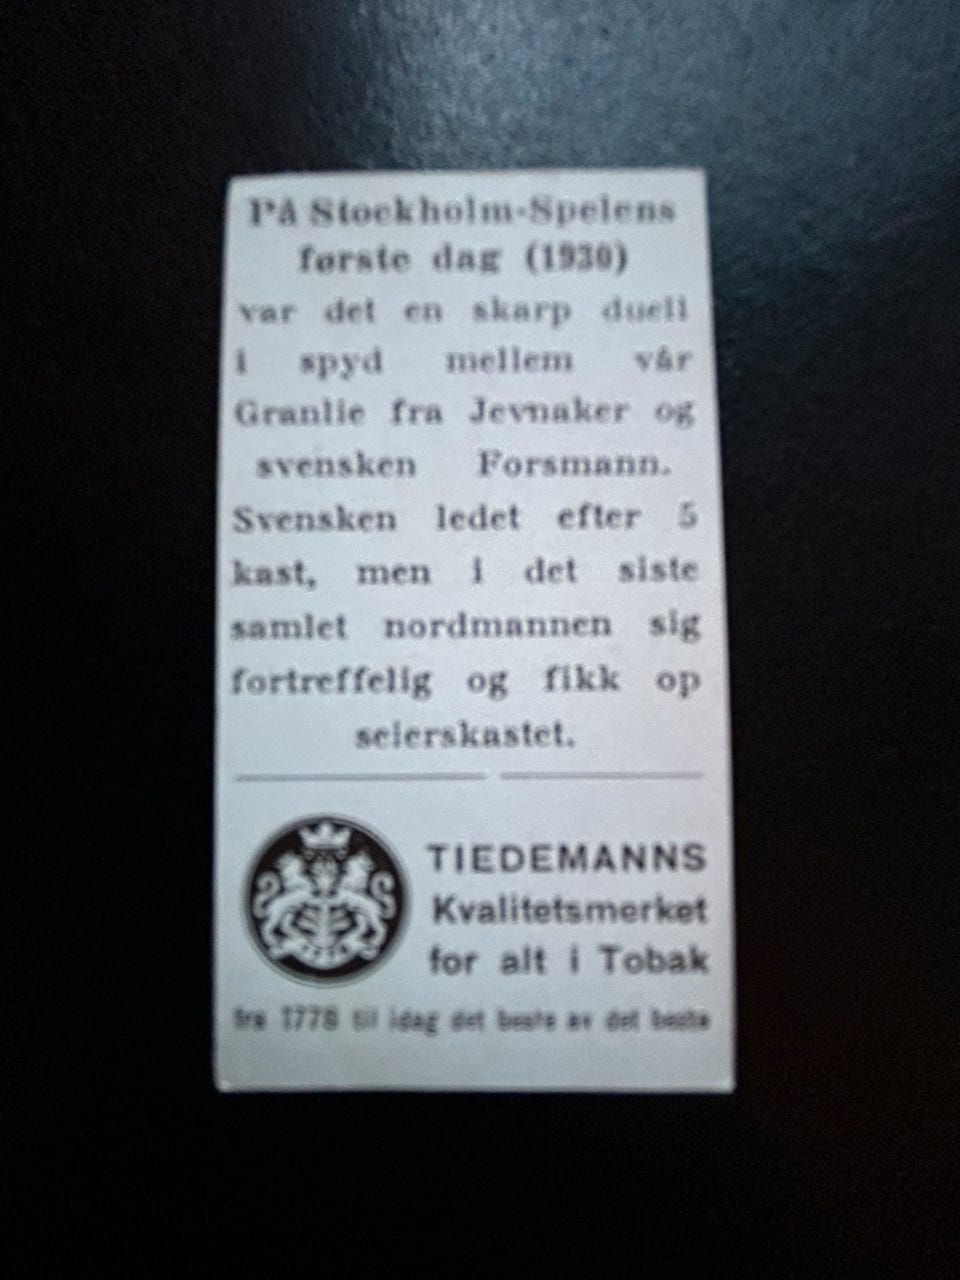 På Stockholm-Spelens
første dag (1930)
var det en skarp duell
i spyd mellem vår
Granlie fra Jevnaker og
svensken Forsmann.
Svensken ledet efter 5
kast, men i det siste
samlet nordmannen sig
fortreffelig og fikk op
seierskastet.
TIEDEMANNS
Kvalitetsmerket
for alt i Tobak
fra 1778 til idag det beste av det beste